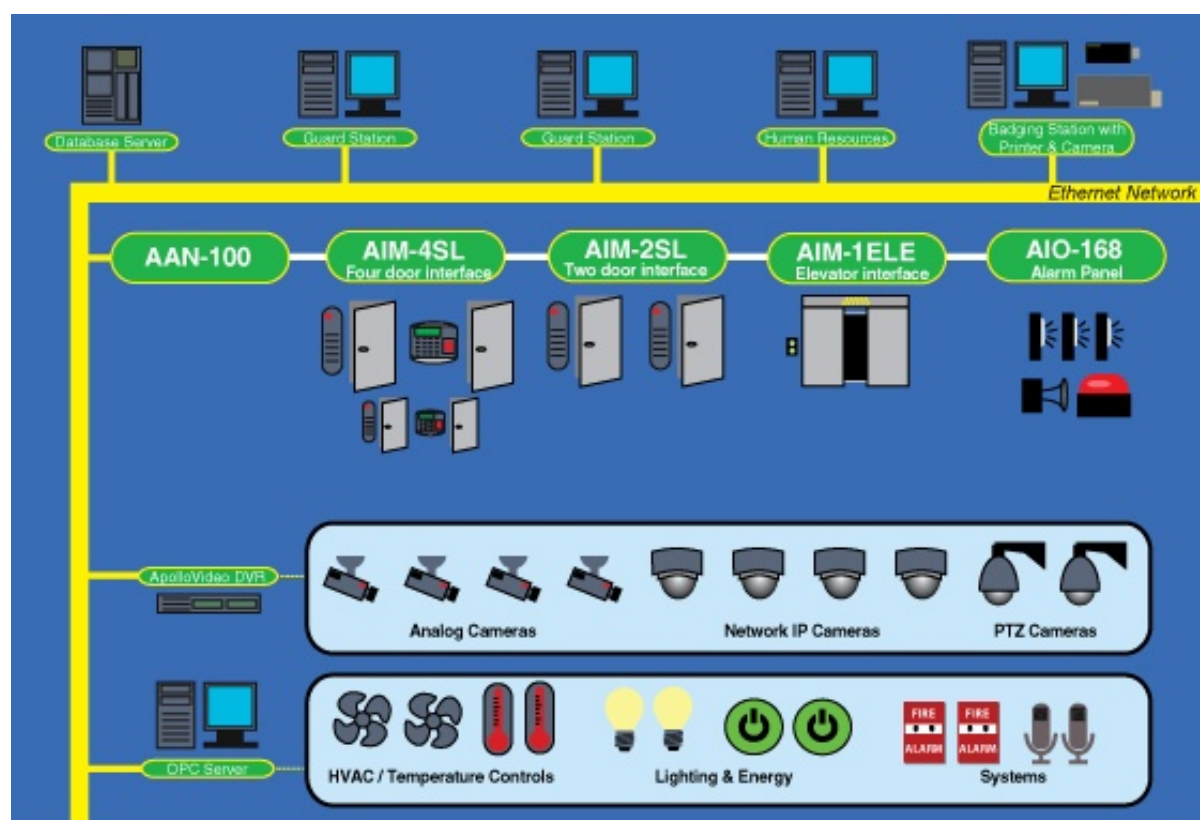 Database Server
Guard Station
Guard Station
Human Resources
Badging Station with
Printer & Camera
Ethernet Network
AAN-100
AIM-4SL
Four door interface
AIM-2SL
Two door interface
AIM-1ELE
Elevator interface
AIO-168
Alarm Panel
ApolloVideo DVR
Analog Cameras
Network IP Cameras
PTZ Cameras
FIRE
ALARM
FIRE
ALARM
OPC Server
HVAC / Temperature Controls
Lighting & Energy
Systems